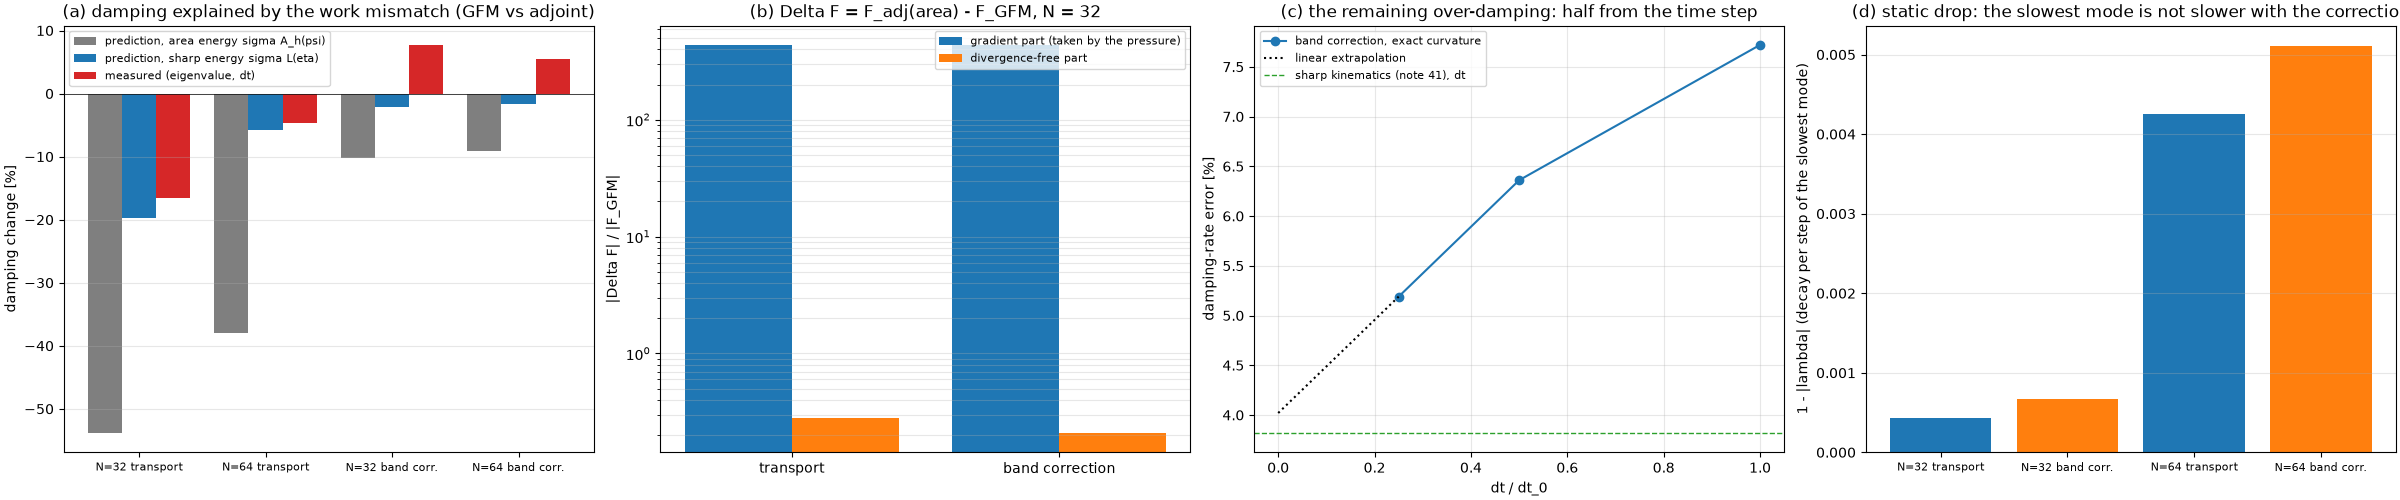 (a) damping explained by the work mismatch (GFM vs adjoint)
damping change [%]
10
0
−10
−20
−30
−40
−50
prediction, area energy sigma A_h(psi)
prediction, sharp energy sigma L(eta)
measured (eigenvalue, dt)
N=32 transport
N=64 transport
N=32 band corr.
N=64 band corr.
(b) Delta F = F_adj(area) - F_GFM, N = 32
|Delta F| / |F_GFM|
10²
10¹
10⁰
gradient part (taken by the pressure)
divergence-free part
transport
band correction
(c) the remaining over-damping: half from the time step
damping-rate error [%]
7.5
7.0
6.5
6.0
5.5
5.0
4.5
4.0
band correction, exact curvature
linear extrapolation
sharp kinematics (note 41), dt
0.0
0.2
0.4
0.6
0.8
1.0
dt / dt_0
(d) static drop: the slowest mode is not slower with the correctio
1 - |lambda| (decay per step of the slowest mode)
0.005
0.004
0.003
0.002
0.001
0.000
N=32 transport
N=32 band corr.
N=64 transport
N=64 band corr.